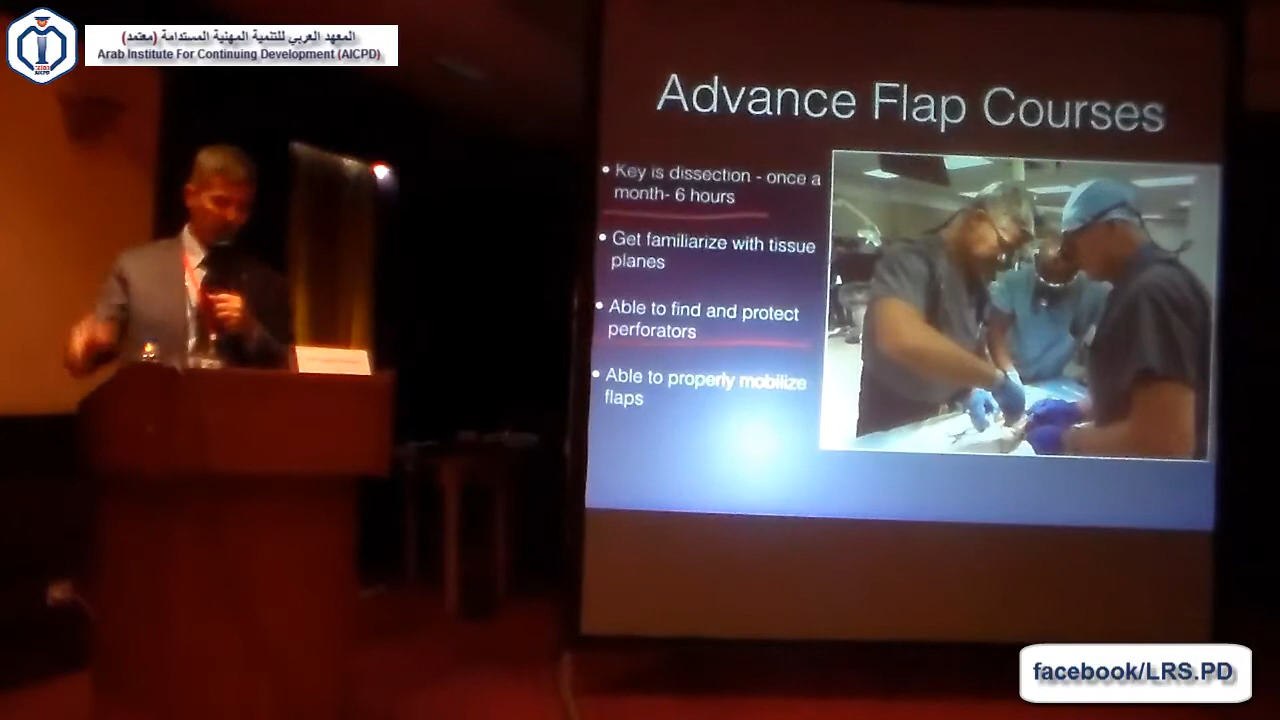 المعهد العربي للتنمية المهنية المستدامة (معتمد)
Arab Institute For Continuing Development (AICPD)
AICPD
Advance Flap Courses
• Key is dissection - once a
month- 6 hours
• Get familiarize with tissue
planes
• Able to find and protect
perforators
• Able to properly mobilize
flaps
facebook/LRS.PD